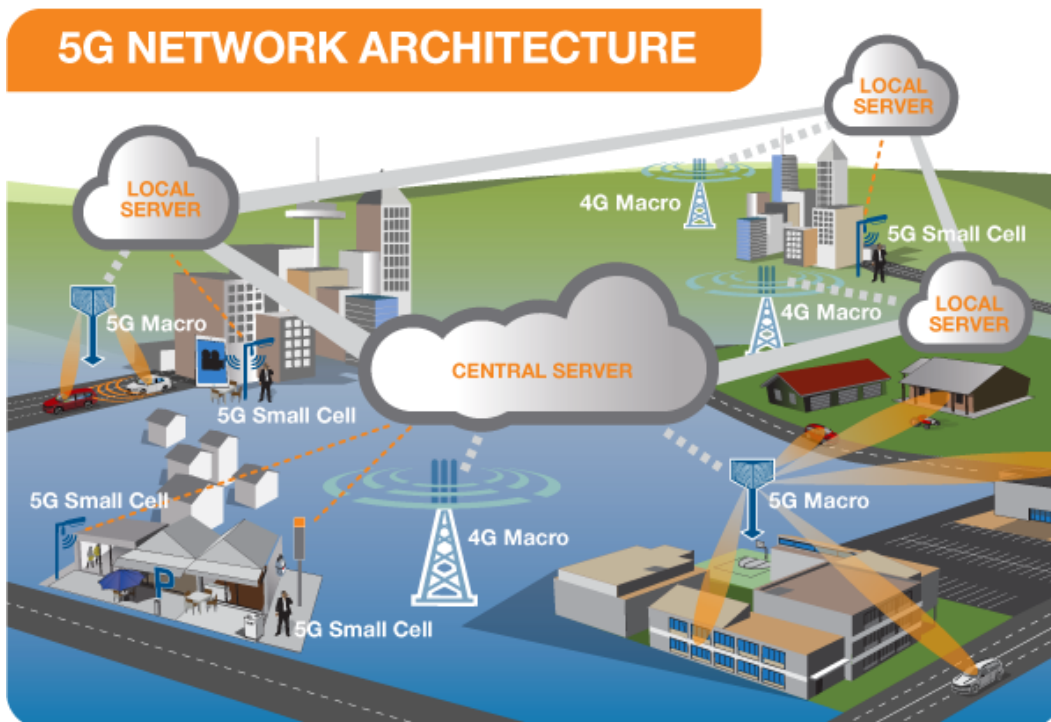 5G NETWORK ARCHITECTURE
LOCAL
SERVER
LOCAL
SERVER
4G Macro
5G Small Cell
5G Macro
4G Macro
LOCAL
SERVER
CENTRAL SERVER
5G Small Cell
5G Small Cell
5G Macro
4G Macro
P
5G Small Cell